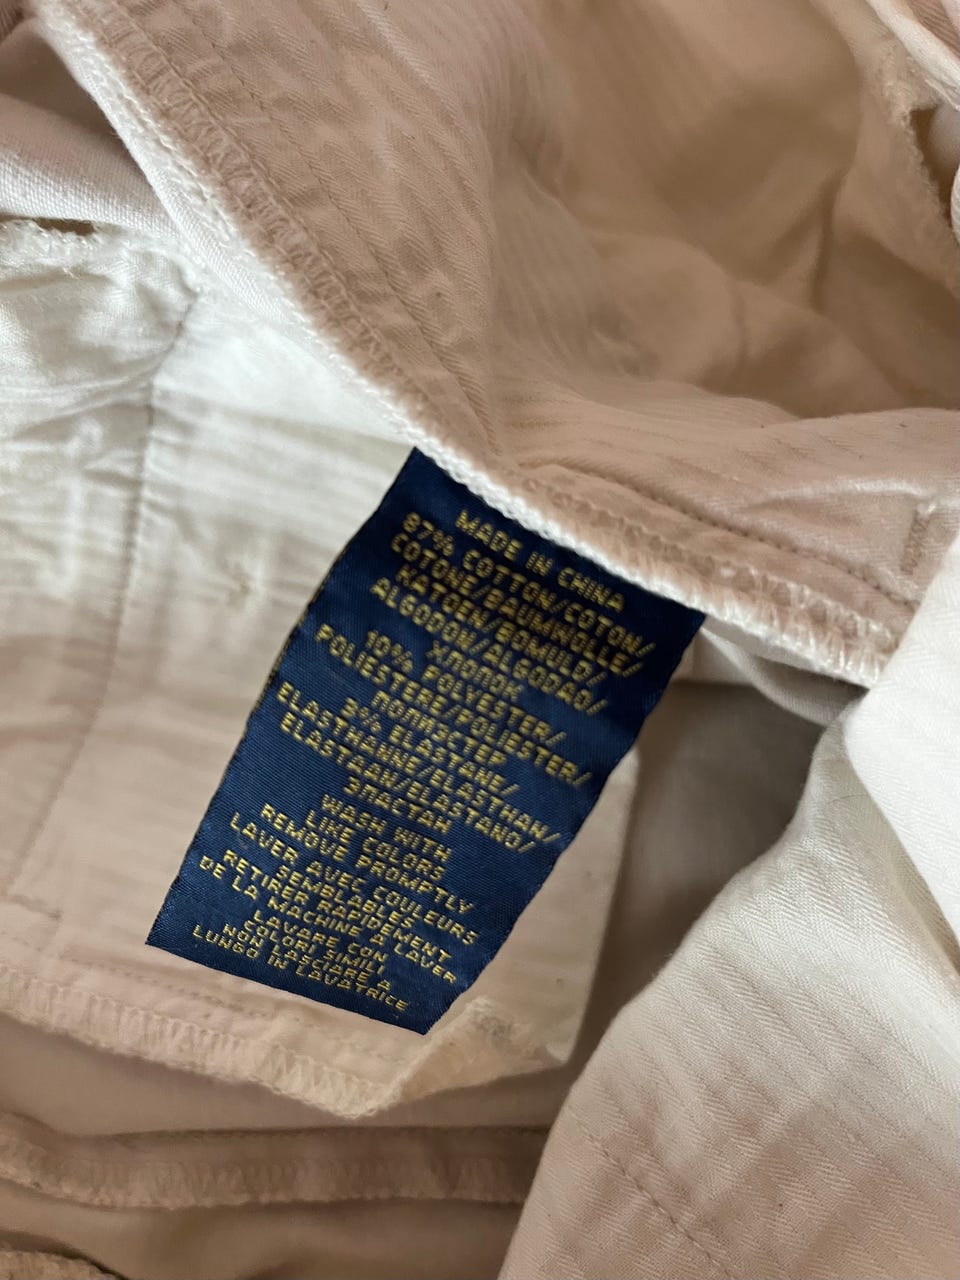 MADE IN CHINA
87% COTTON/COTON/
COTONE/BAUMWOLLE/
KATOEN/BOMULD/
ALGODON/ALGODAO/
ХЛОПОК
10% POLYESTER/
POLIESTERE/POLIESTER/
ПОЛИЭСТЕР
3% ELASTANE/
ELASTHANNE/ELASTHAN/
ELASTAAN/ELASTANO/
ЭЛАСТАН
WASH WITH
LIKE COLORS
REMOVE PROMPTLY
LAVER AVEC COULEURS
SEMBLABLES
RETIRER RAPIDEMENT
DE LA MACHINE A LAVER
LAVARE CON
COLORI SIMILI
NON LASCIARE A
LUNGO IN LAVATRICE